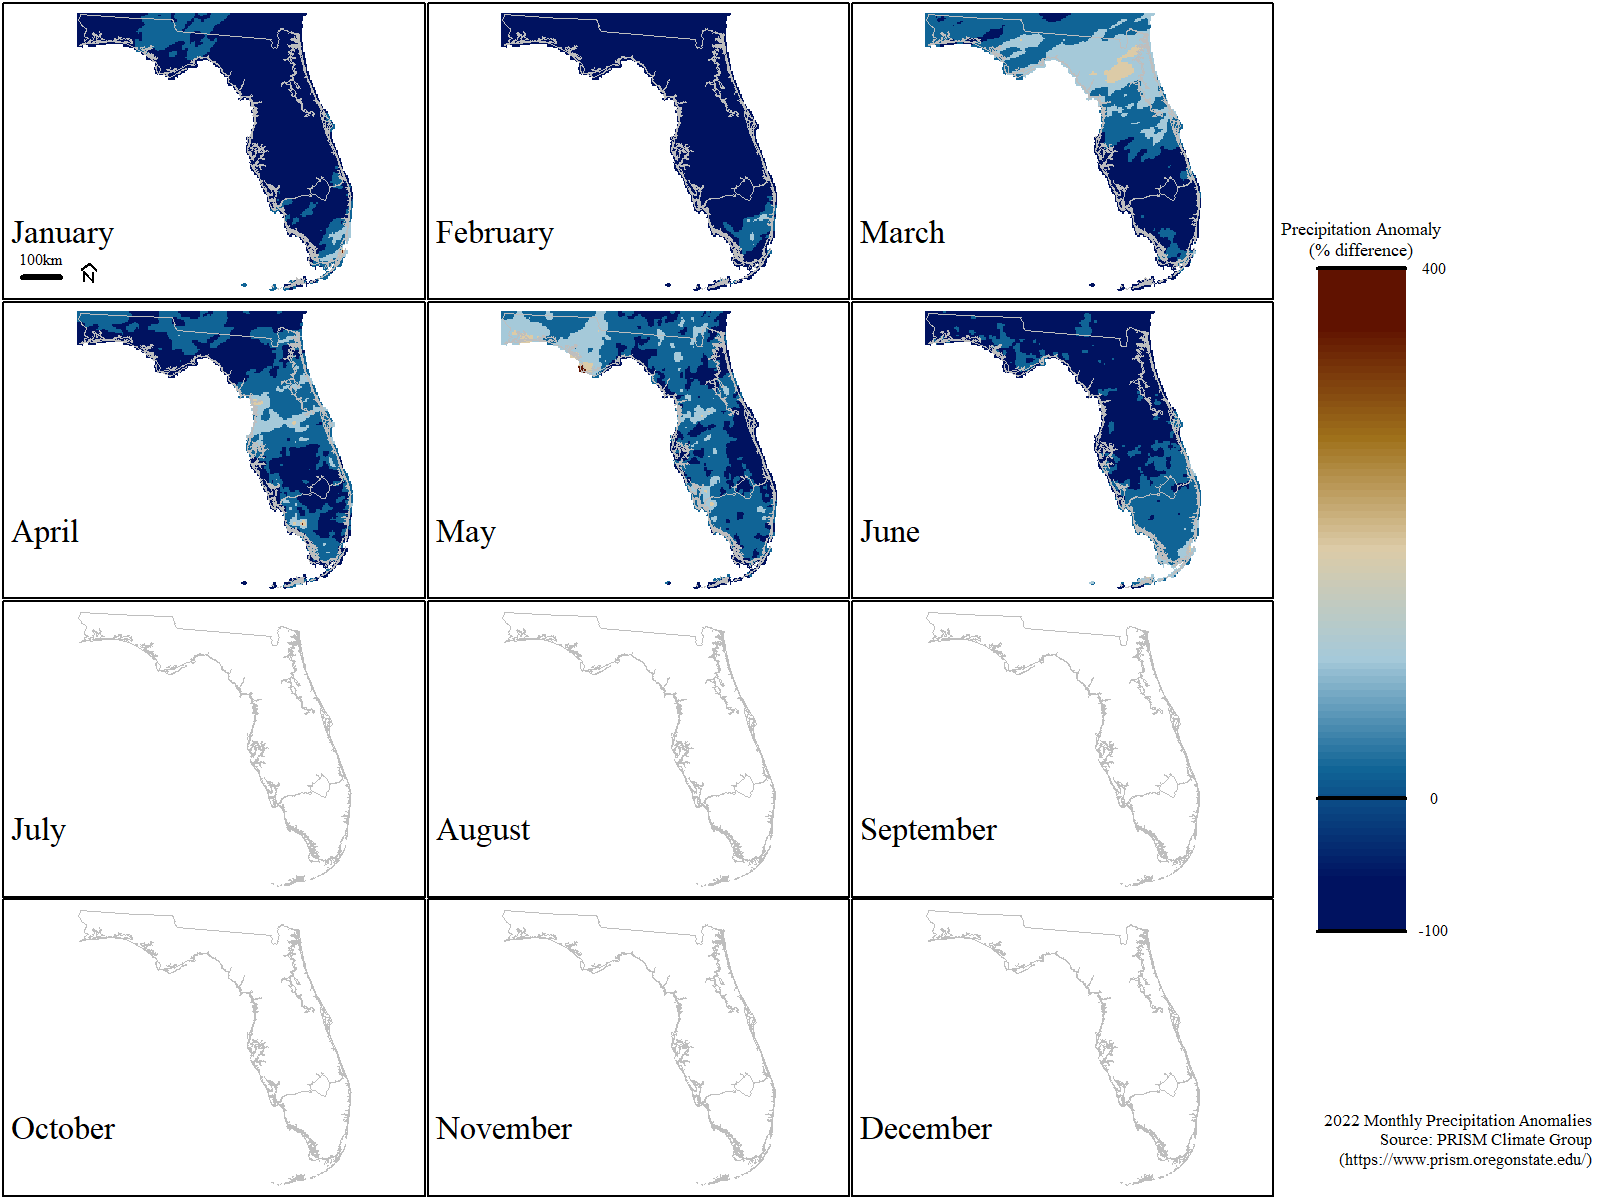 January
100km
N
February
March
Precipitation Anomaly
(% difference)
400
April
May
June
July
August
September
0
-100
October
November
December
2022 Monthly Precipitation Anomalies
Source: PRISM Climate Group
(https://www.prism.oregonstate.edu/)